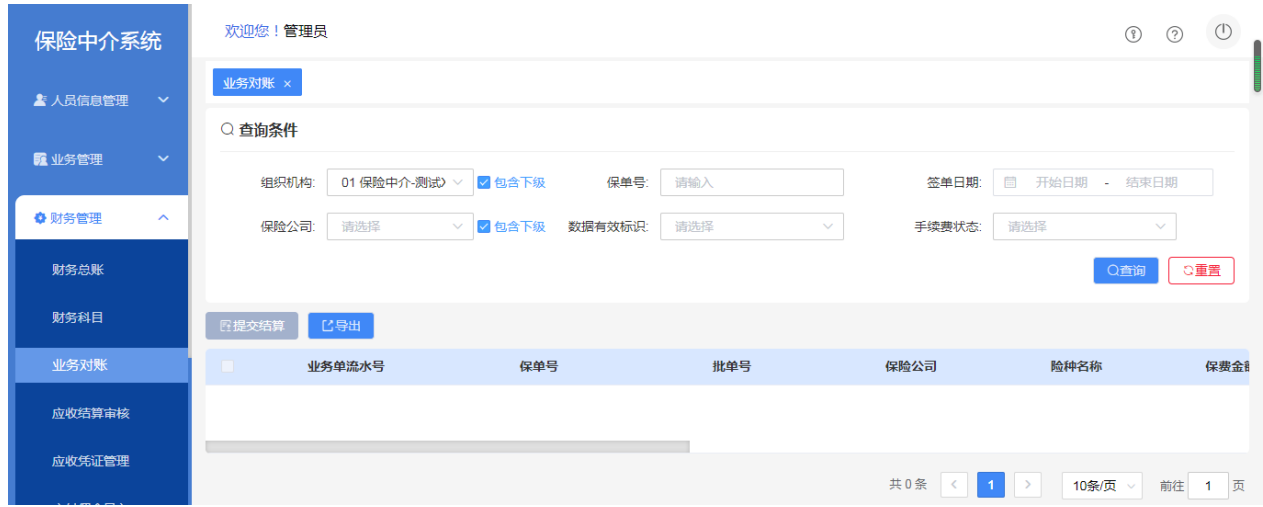 保险中介系统
欢迎您！管理员
人员信息管理
业务管理
财务管理
财务总账
财务科目
业务对账
应收结算审核
应收凭证管理
业务对账 ×
查询条件
组织机构: 01 保险中介-测试 包含下级 保单号: 请输入 签单日期: 开始日期 - 结束日期
保险公司: 请选择 包含下级 数据有效标识: 请选择 手续费状态: 请选择
查询 重置
提交结算 导出
业务单流水号 保单号 批单号 保险公司 险种名称 保费金额
共 0 条 < 1 > 10条/页 前往 1 页